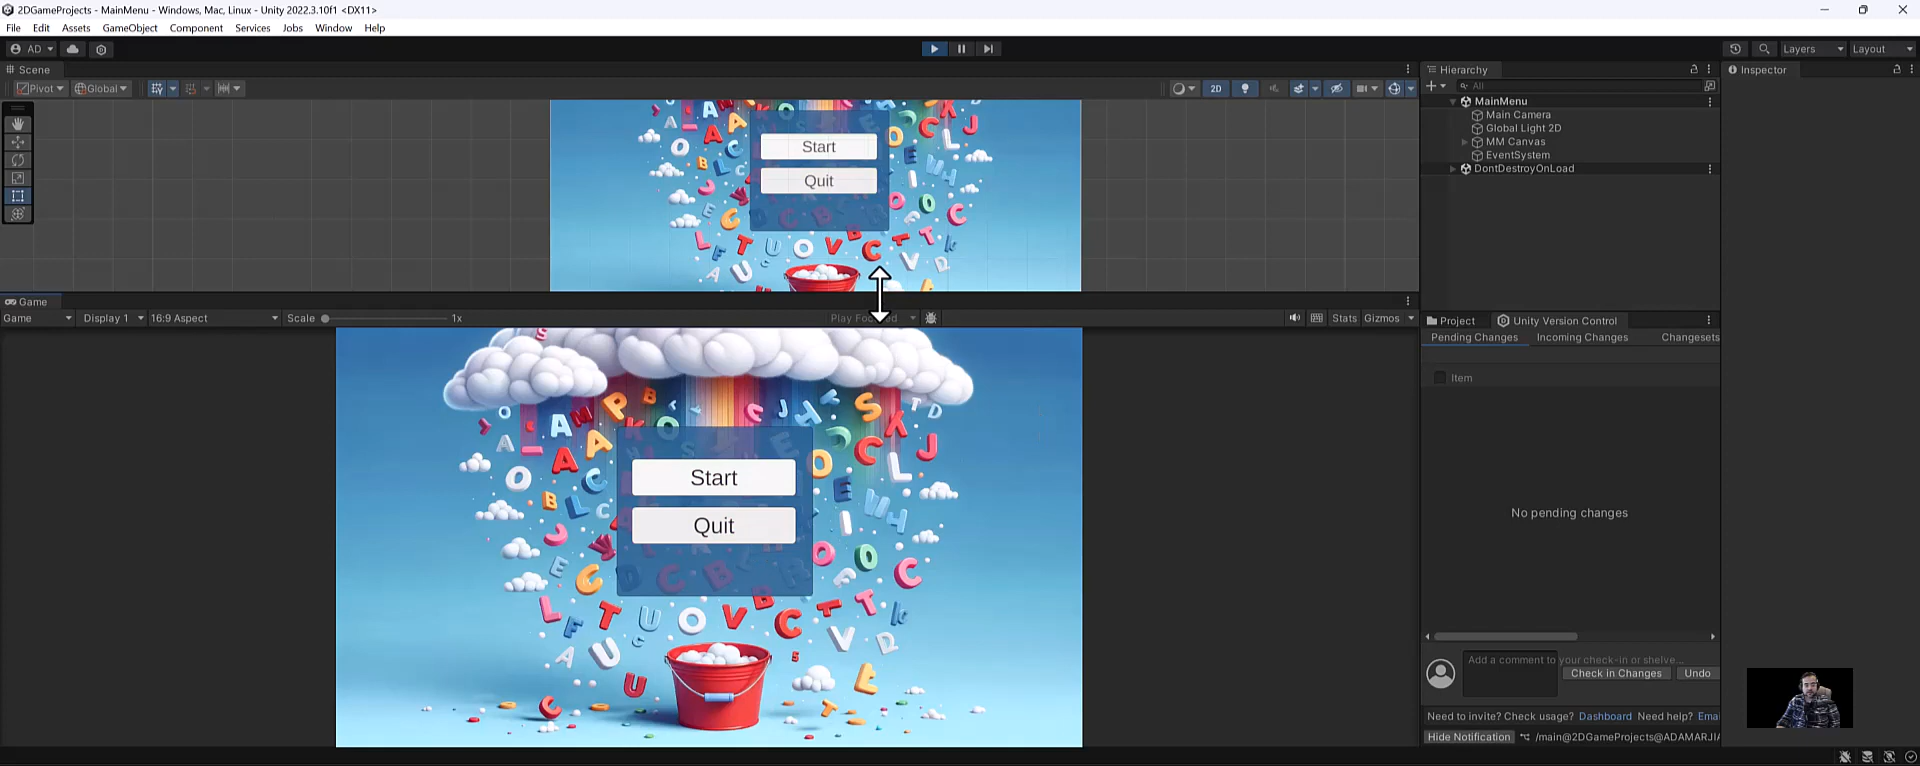 2DGameProjects - MainMenu - Windows, Mac, Linux - Unity 2022.3.10f1 <DX11>
File Edit Assets GameObject Component Services Jobs Window Help
AD Layers Layout
Scene
Pivot Global 2D
Start
Quit
Game
Game Display 1 16:9 Aspect Scale 1x Stats Gizmos
Start
Quit
Hierarchy
All
MainMenu
Main Camera
Global Light 2D
MM Canvas
EventSystem
DontDestroyOnLoad
Project Unity Version Control
Pending Changes Incoming Changes Changesets
Item
No pending changes
Add a comment to your check-in or shelve...
Check In Changes Undo
Need to invite? Check usage? Dashboard Need help? Emai
Hide Notification /main@2DGameProjects@ADAMARJIA
Inspector